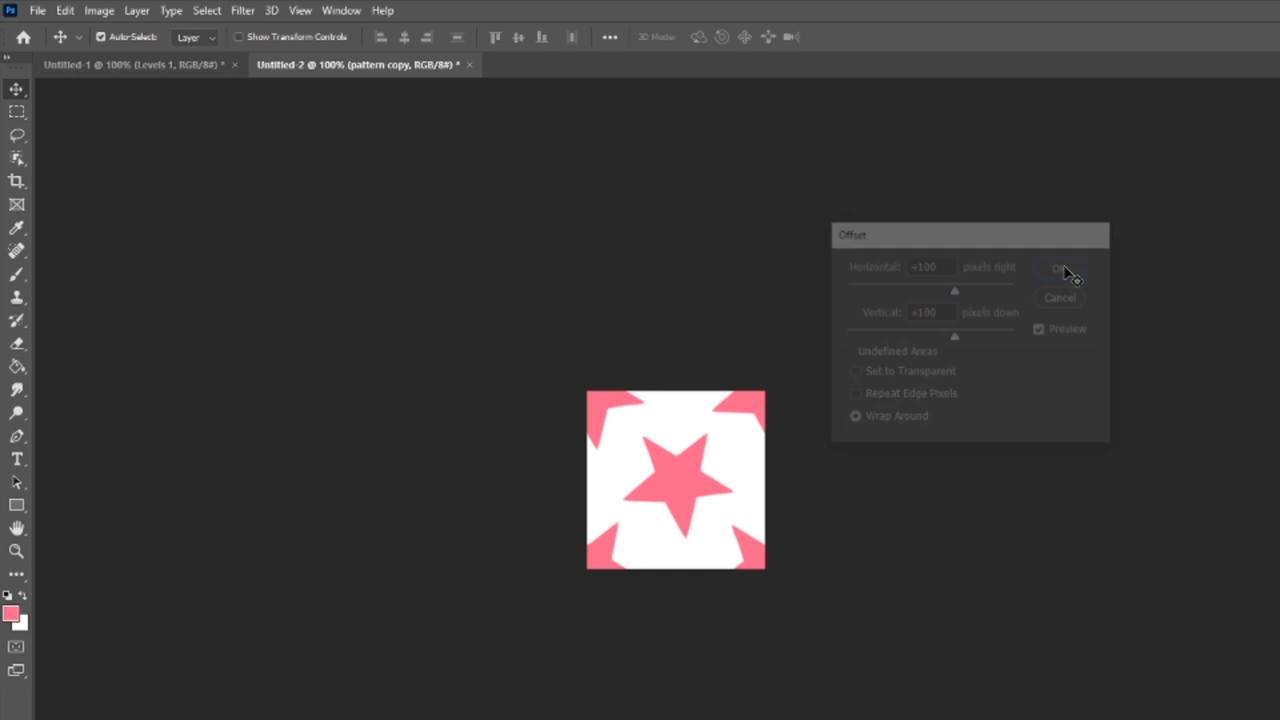 Ps File Edit Image Layer Type Select Filter 3D View Window Help
Auto-Select: Layer Show Transform Controls 3D Mode:
Untitled-1 @ 100% (Levels 1, RGB/8#) * × Untitled-2 @ 100% (pattern copy, RGB/8#) * ×
Offset
Horizontal: +100 pixels right
Cancel
Vertical: +100 pixels down
Preview
Undefined Areas
Set to Transparent
Repeat Edge Pixels
Wrap Around